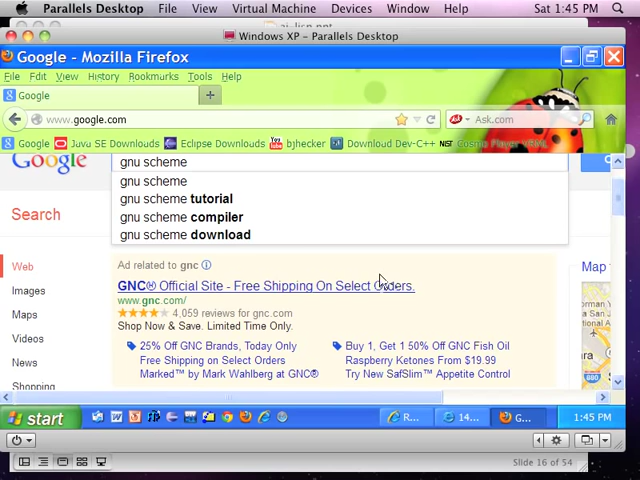 Parallels Desktop File View Virtual Machine Devices Window Help Sat 1:45 PM
Windows XP - Parallels Desktop
Google - Mozilla Firefox
File Edit View History Bookmarks Tools Help
Google
www.google.com
Ask.com
Google Juvu SE Downloads Eclipse Downloads bjhecker Download Dev-C++
Google
gnu scheme
gnu scheme
gnu scheme tutorial
gnu scheme compiler
gnu scheme download
Search
Web
Images
Maps
Videos
News
Shopping
Ad related to gnc
GNC® Official Site - Free Shipping On Select Orders.
www.gnc.com/
4,059 reviews for gnc.com
Shop Now & Save. Limited Time Only.
25% Off GNC Brands, Today Only
Buy 1, Get 1 50% Off GNC Fish Oil
Free Shipping on Select Orders
Raspberry Ketones From $19.99
Marked™ by Mark Wahlberg at GNC®
Try New SafSlim™ Appetite Control
Map f
start
R...
14...
G...
1:45 PM
Slide 16 of 54